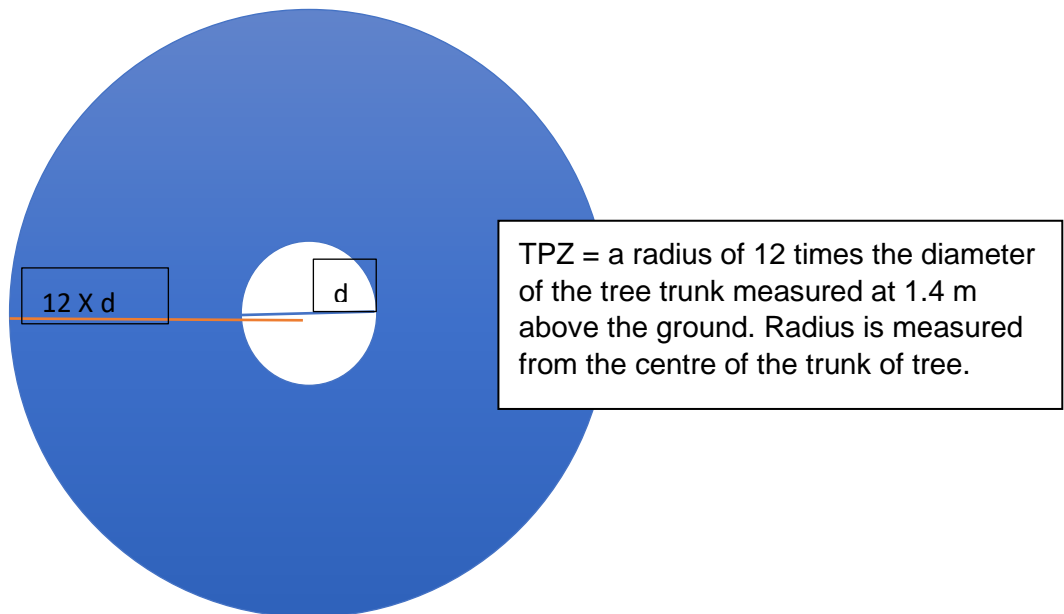 12 X d
d
TPZ = a radius of 12 times the diameter
of the tree trunk measured at 1.4 m
above the ground. Radius is measured
from the centre of the trunk of tree.